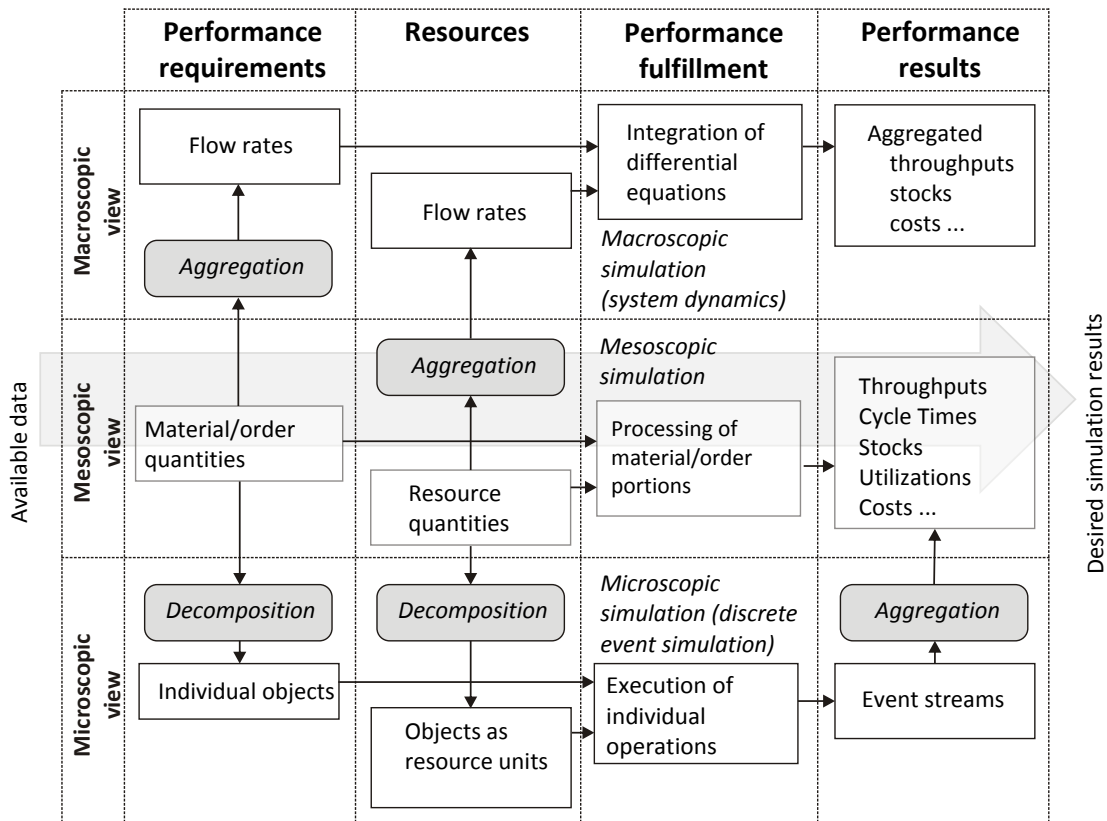 Performance
requirements
Resources
Performance
fulfillment
Performance
results
Macroscopic
view
Flow rates
Aggregation
Flow rates
Integration of
differential
equations
Macroscopic
simulation
(system dynamics)
Aggregated
throughputs
stocks
costs ...
Available data
Mesoscopic
view
Material/order
quantities
Aggregation
Resource
quantities
Mesoscopic
simulation
Processing of
material/order
portions
Throughputs
Cycle Times
Stocks
Utilizations
Costs ...
Desired simulation results
Microscopic
view
Decomposition
Individual objects
Decomposition
Objects as
resource units
Microscopic
simulation (discrete
event simulation)
Execution of
individual
operations
Aggregation
Event streams